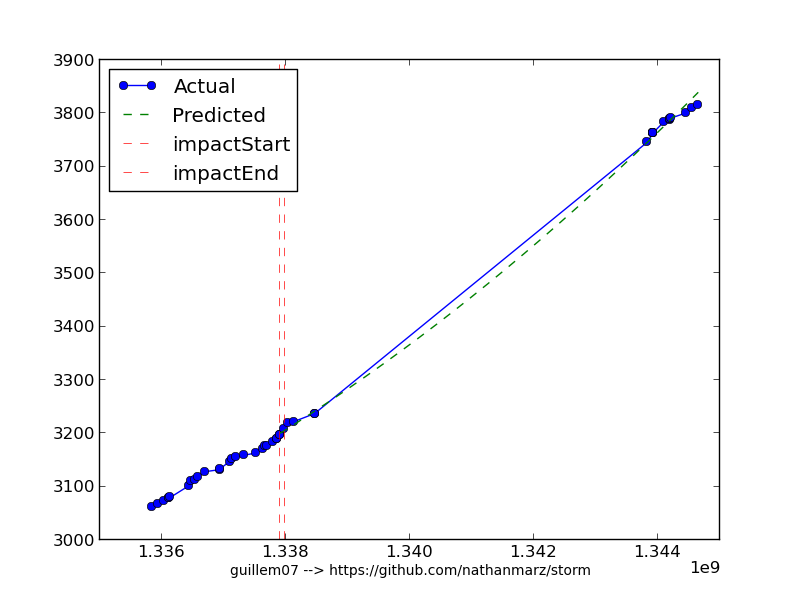 3900
3800
3700
3600
3500
3400
3300
3200
3100
3000
Actual
Predicted
impactStart
impactEnd
1.336 1.338 1.340 1.342 1.344
1e9
guillem07 --> https://github.com/nathanmarz/storm